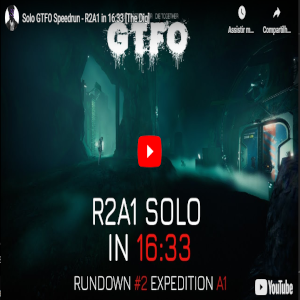 Solo GTFO Speedrun - R2A1 in 16:33 [The Dig]
Assistir m...
Compartilh...
DIE TOGETHER
GTFO
R2A1 SOLO
IN 16:33
RUNDOWN #2 EXPEDITION A1
YouTube